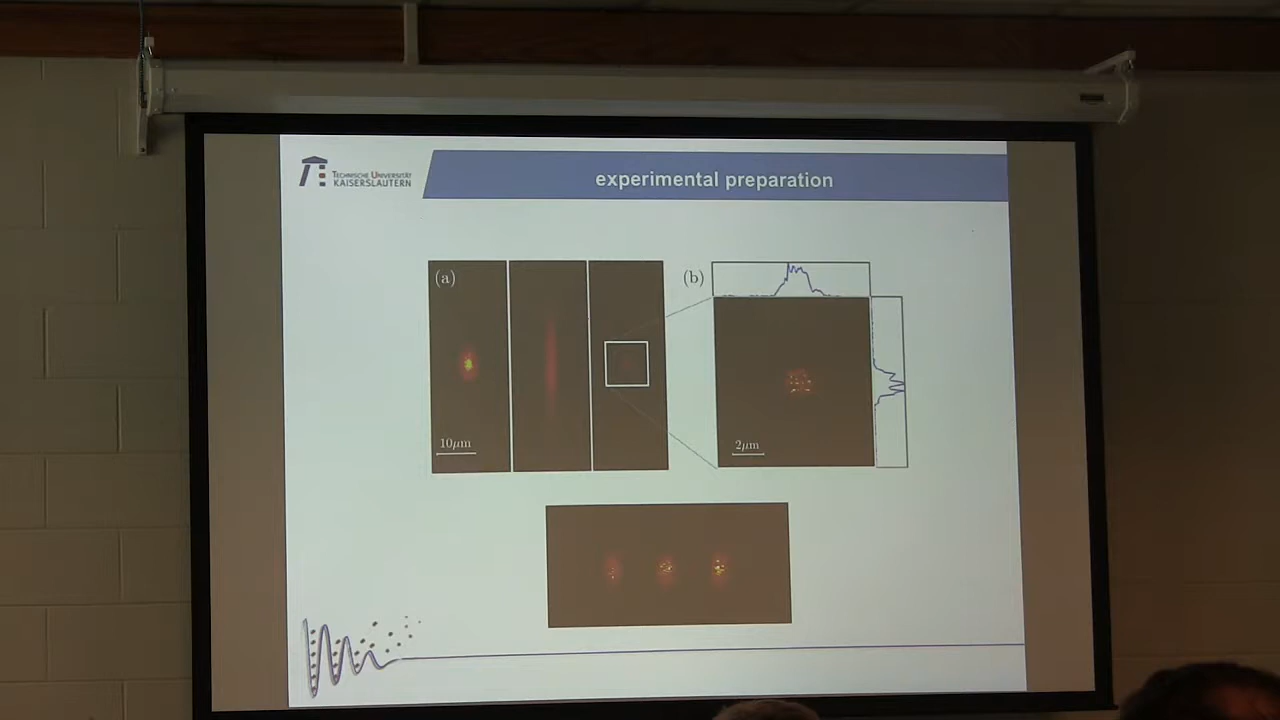 TECHNISCHE UNIVERSITÄT
KAISERSLAUTERN
experimental preparation
(a)
(b)
10μm
2μm